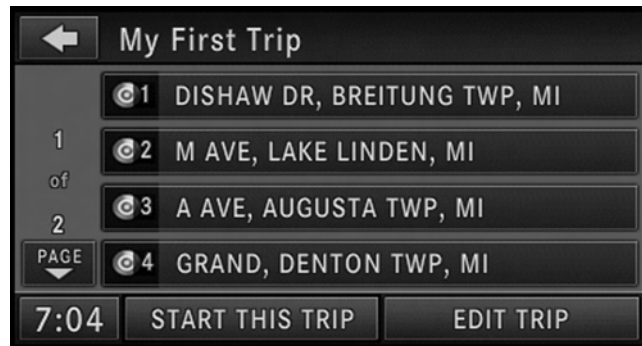 My First Trip
1 DISHAW DR, BREITUNG TWP, MI
2 M AVE, LAKE LINDEN, MI
3 A AVE, AUGUSTA TWP, MI
4 GRAND, DENTON TWP, MI
1
of
2
PAGE
7:04
START THIS TRIP
EDIT TRIP